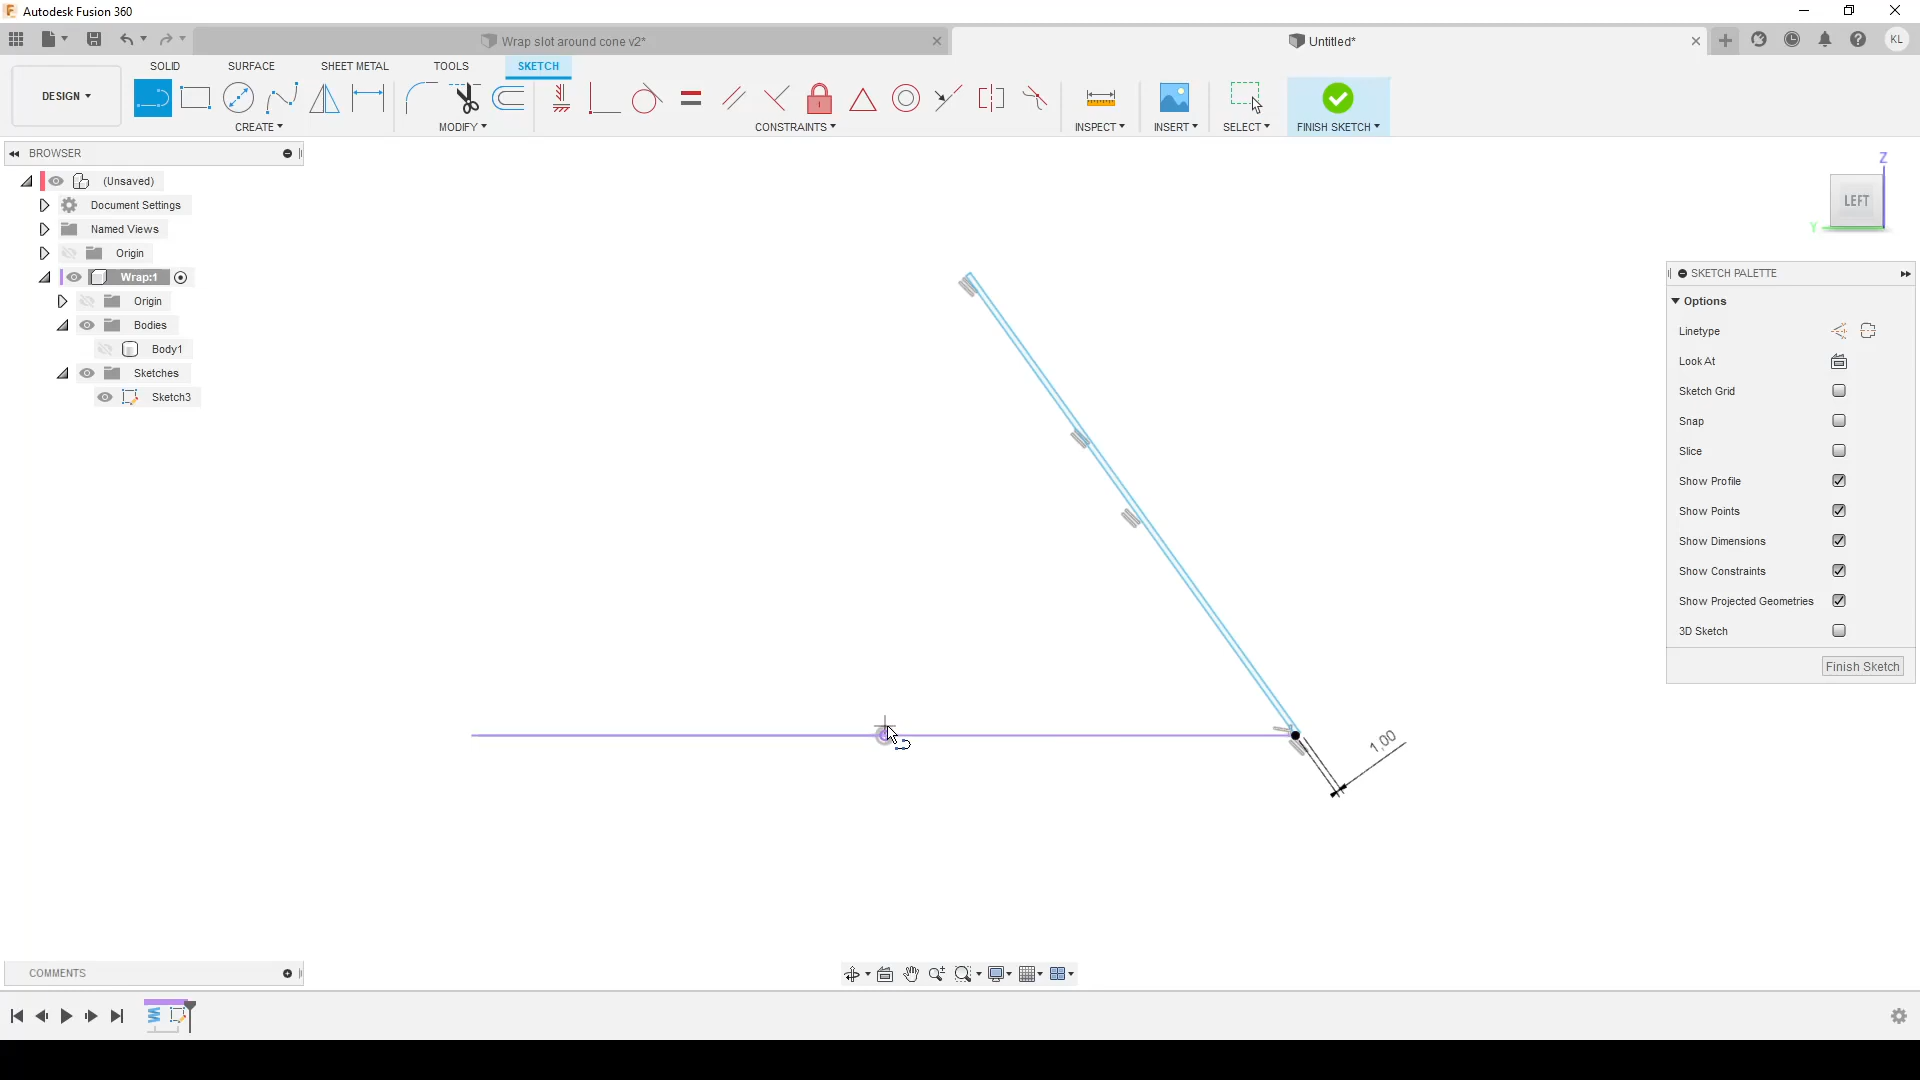 Autodesk Fusion 360
Wrap slot around cone v2*
Untitled*
KL
DESIGN
SOLID
SURFACE
SHEET METAL
TOOLS
SKETCH
CREATE
MODIFY
CONSTRAINTS
INSPECT
INSERT
SELECT
FINISH SKETCH
BROWSER
(Unsaved)
Document Settings
Named Views
Origin
Wrap:1
Origin
Bodies
Body1
Sketches
Sketch3
Z
LEFT
Y
SKETCH PALETTE
Options
Linetype
Look At
Sketch Grid
Snap
Slice
Show Profile
Show Points
Show Dimensions
Show Constraints
Show Projected Geometries
3D Sketch
Finish Sketch
1,00
COMMENTS